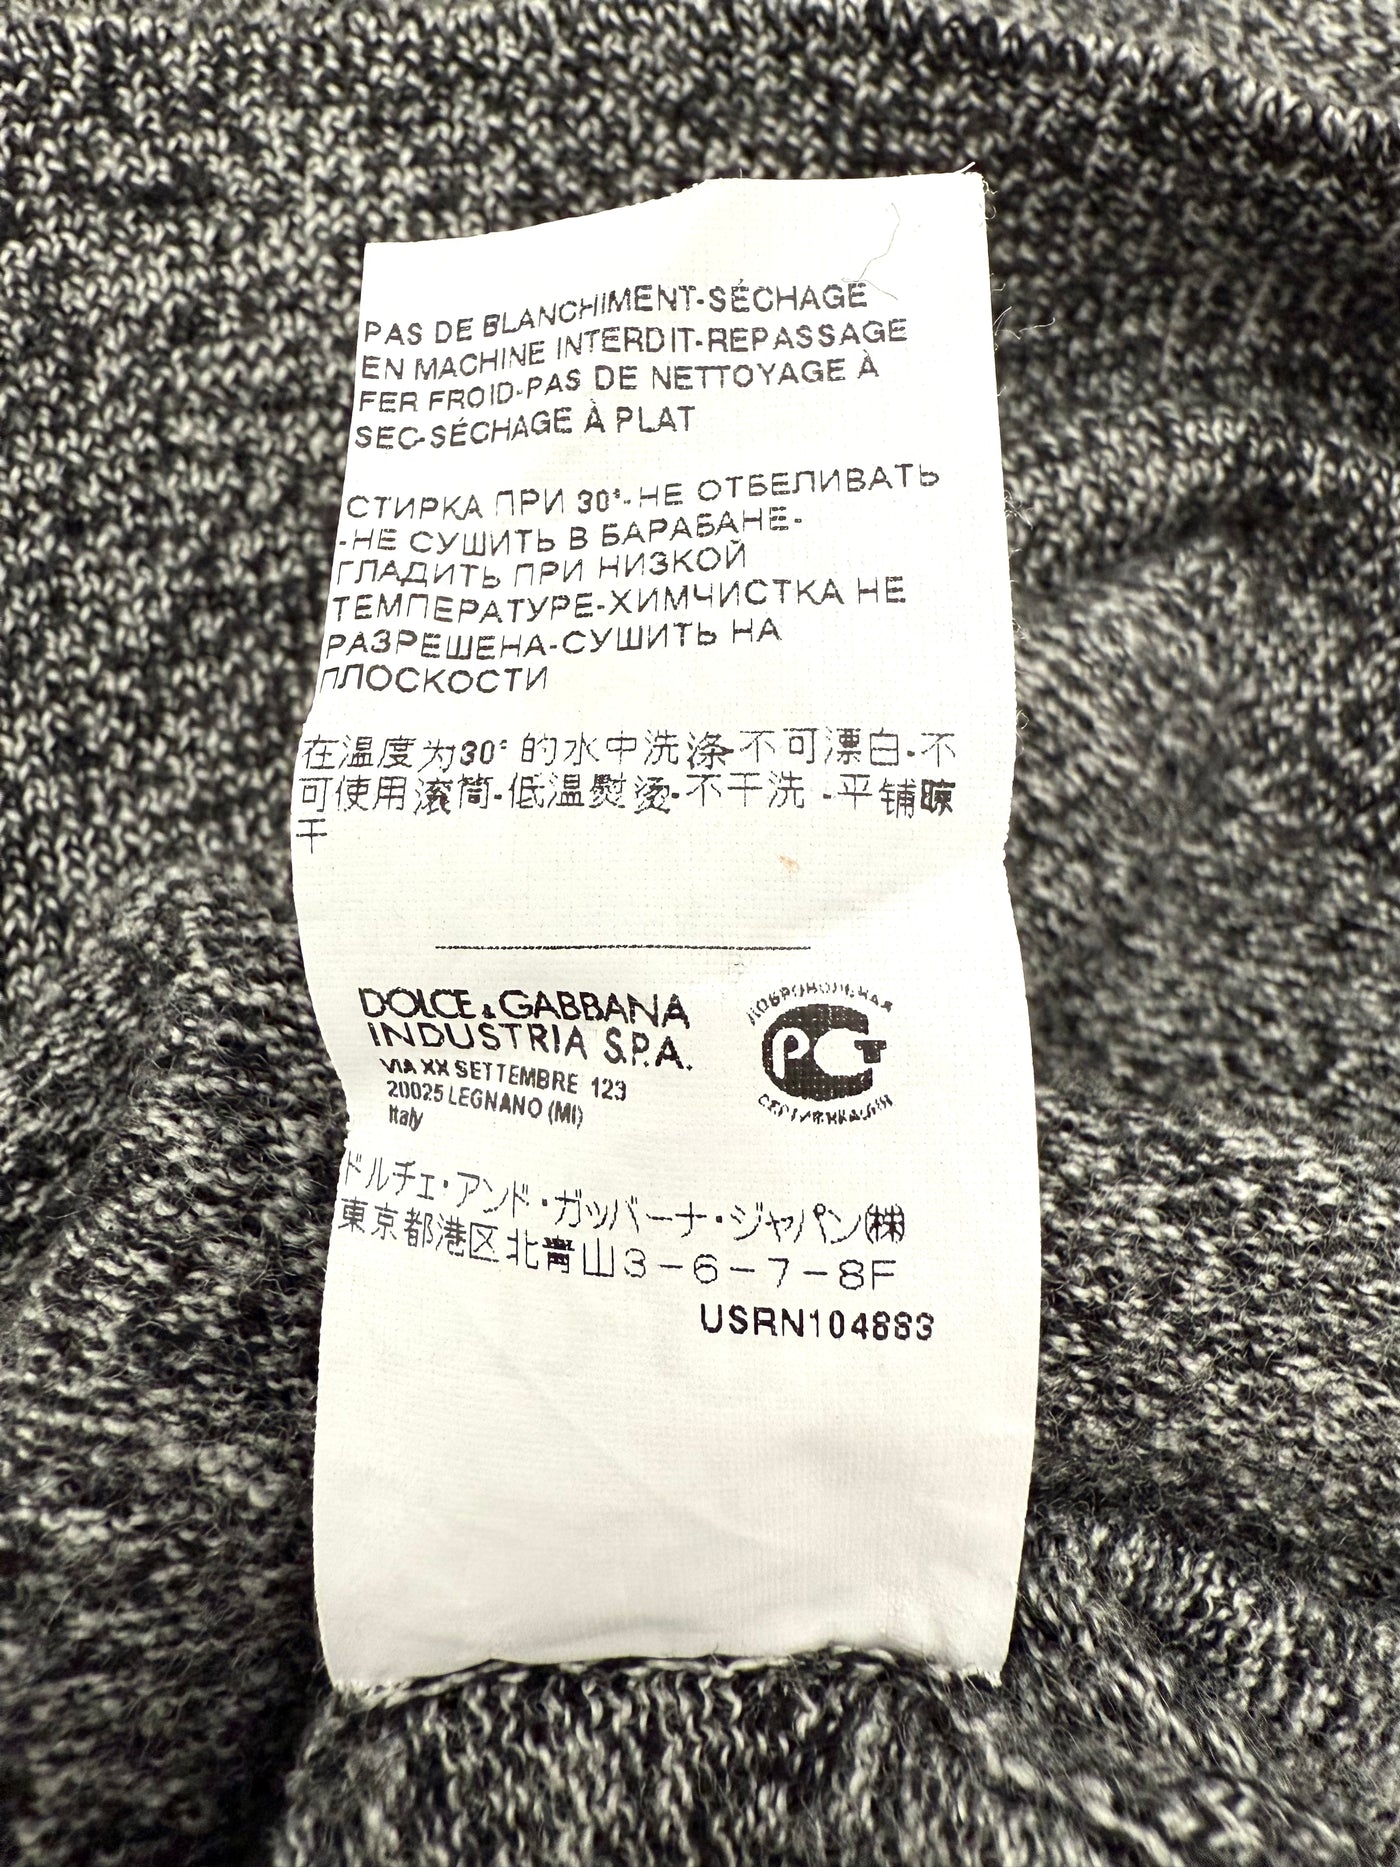 PAS DE BLANCHIMENT-SÉCHAGE
EN MACHINE INTERDIT-REPASSAGE
FER FROID-PAS DE NETTOYAGE À
SEC-SÉCHAGE À PLAT
СТИРКА ПРИ 30°-НЕ ОТБЕЛИВАТЬ
-НЕ СУШИТЬ В БАРАБАНЕ-
ГЛАДИТЬ ПРИ НИЗКОЙ
ТЕМПЕРАТУРЕ-ХИМЧИСТКА НЕ
РАЗРЕШЕНА-СУШИТЬ НА
ПЛОСКОСТИ
在温度为30°的水中洗涤-不可漂白-不
可使用滚筒-低温熨烫-不干洗-平铺晾
干
DOLCE & GABBANA
INDUSTRIA S.P.A.
VIA XX SETTEMBRE 123
20025 LEGNANO (MI)
Italy
ДОБРОВОЛЬНАЯ
РСТ
СЕРТИФИКАЦИЯ
ドルチェ・アンド・ガッバーナ・ジャパン㈱
東京都港区北青山3-6-7-8F
USRN104883